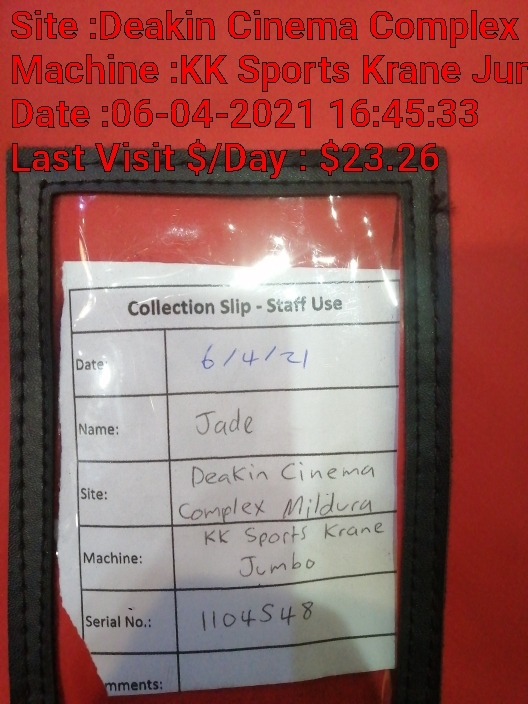 Site :Deakin Cinema Complex
Machine :KK Sports Krane Jum
Date :06-04-2021 16:45:33
Last Visit $/Day : $23.26
Collection Slip - Staff Use
Date 6/4/21
Name: Jade
Site: Deakin Cinema
Complex Mildura
Machine: KK Sports Krane
Jumbo
Serial No.: 1104548
mments: